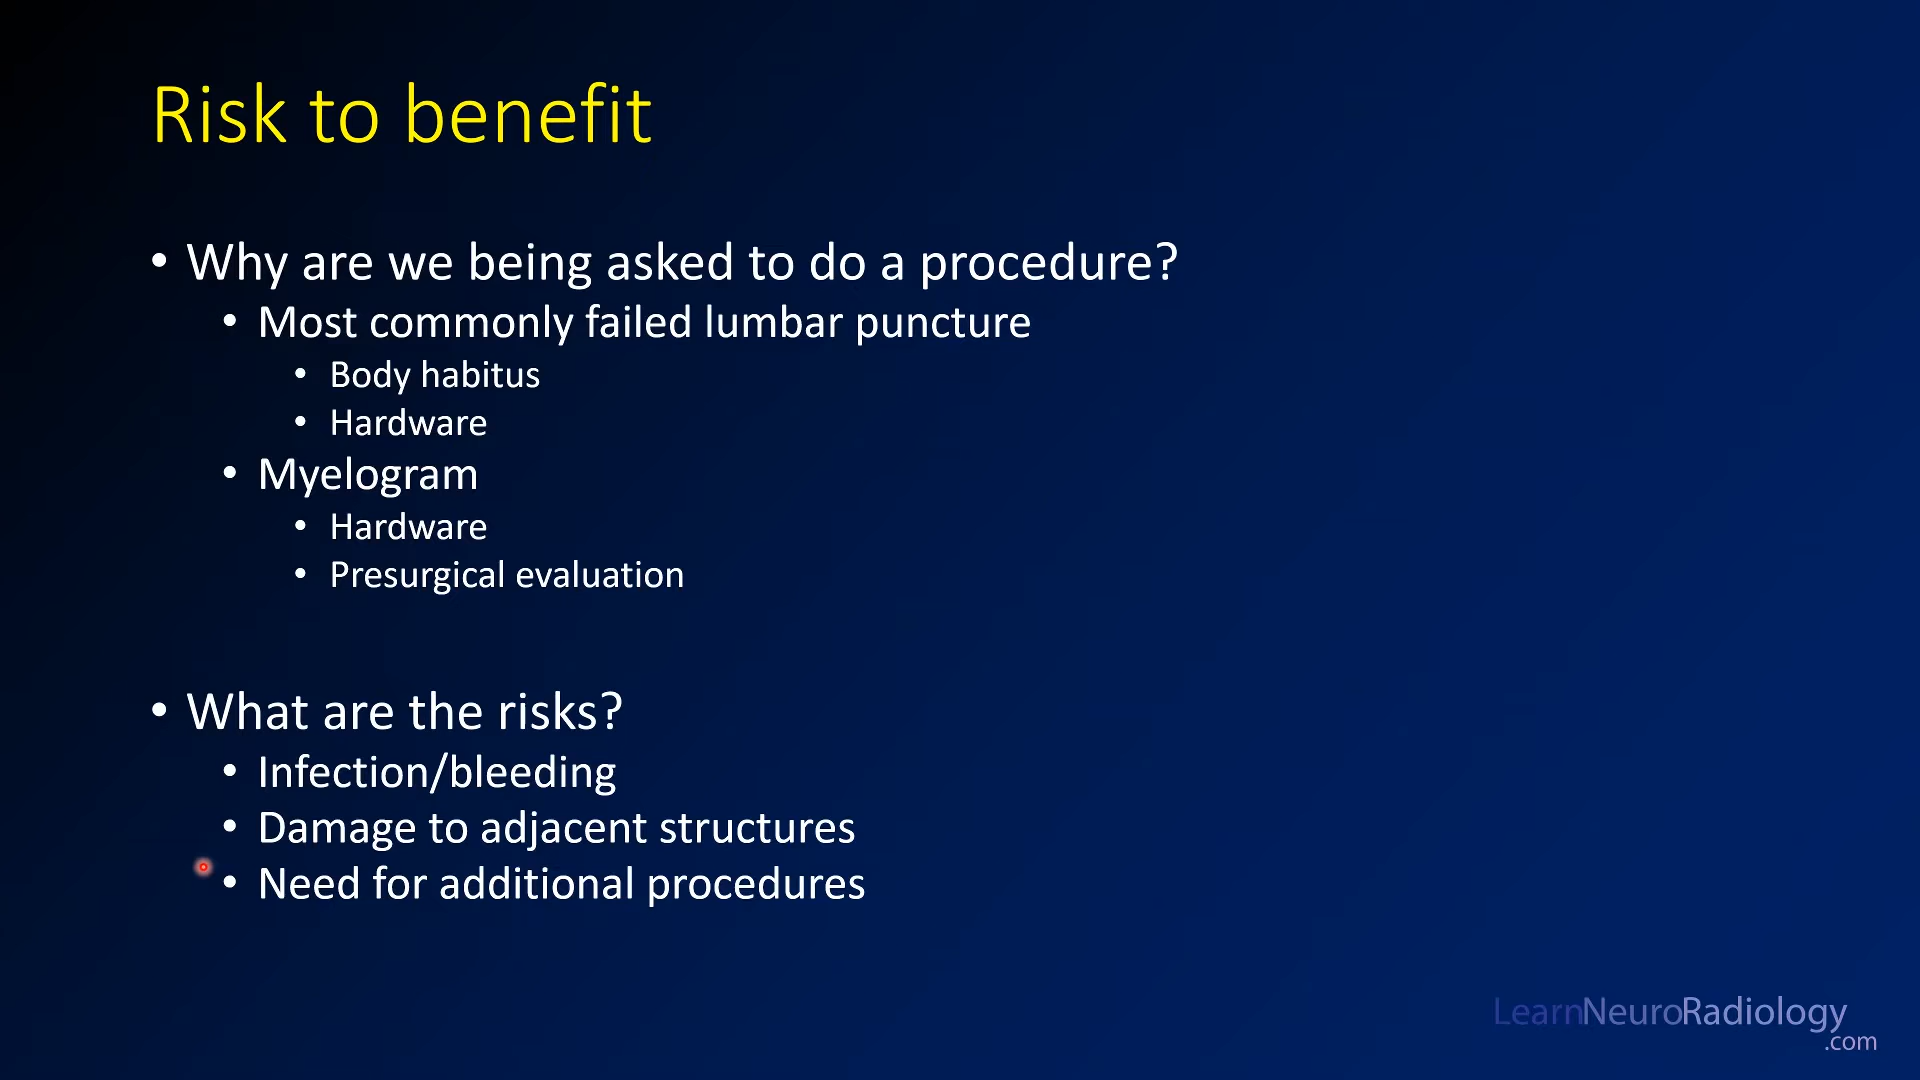 Risk to benefit
• Why are we being asked to do a procedure?
• Most commonly failed lumbar puncture
• Body habitus
• Hardware
• Myelogram
• Hardware
• Presurgical evaluation
• What are the risks?
• Infection/bleeding
• Damage to adjacent structures
• Need for additional procedures
LearnNeuroRadiology
.com